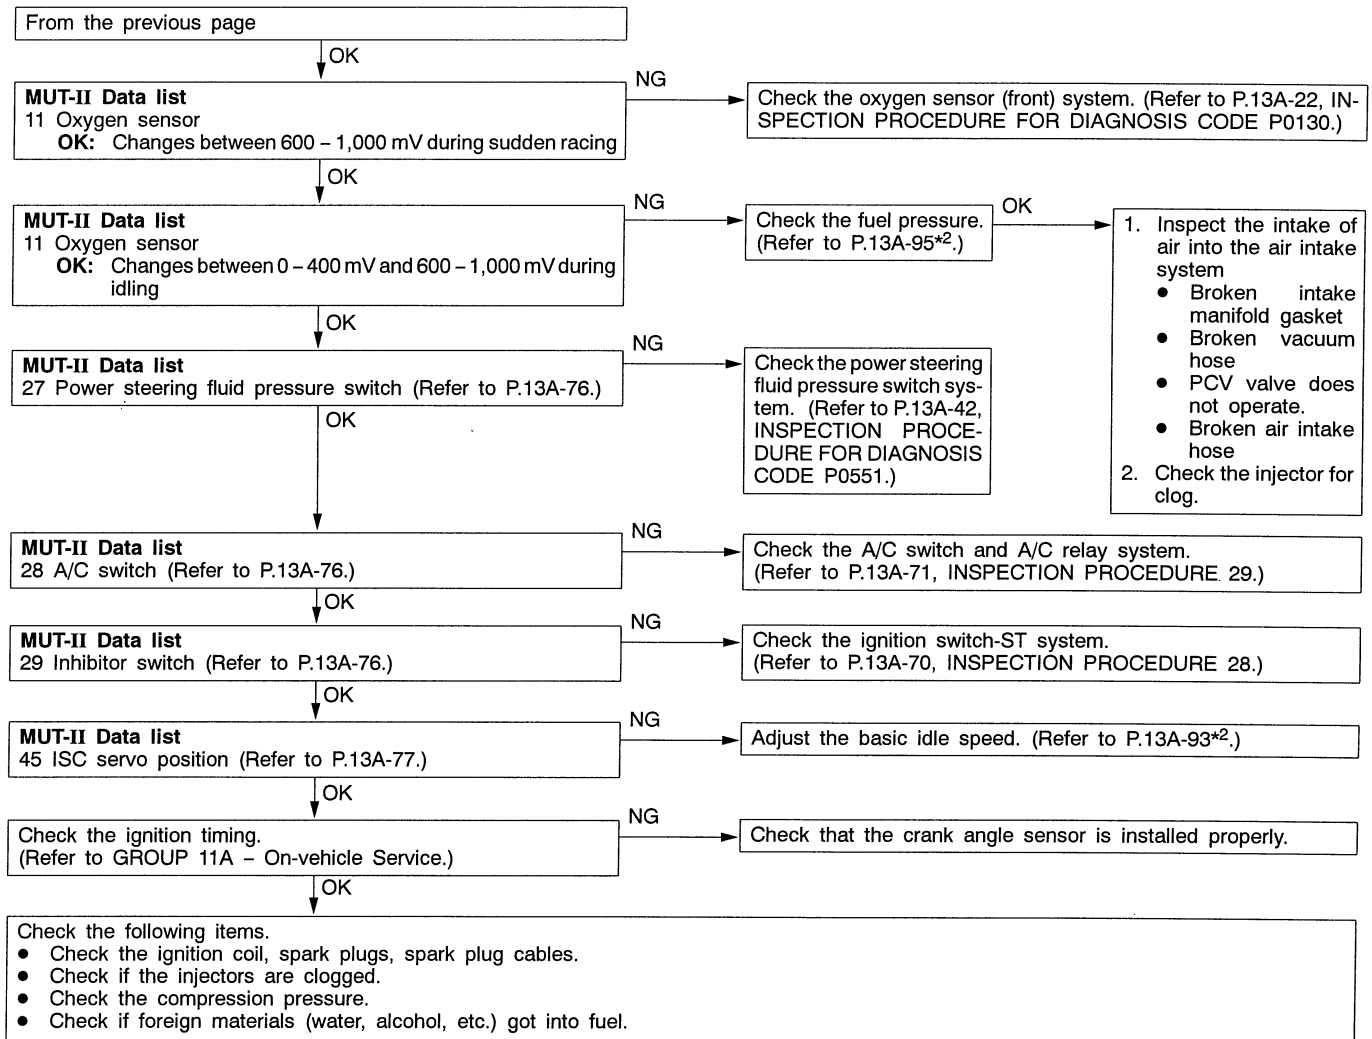 From the previous page
OK
MUT-II Data list
11 Oxygen sensor
OK: Changes between 600 – 1,000 mV during sudden racing
NG
Check the oxygen sensor (front) system. (Refer to P.13A-22, IN-
SPECTION PROCEDURE FOR DIAGNOSIS CODE P0130.)
OK
MUT-II Data list
11 Oxygen sensor
OK: Changes between 0 – 400 mV and 600 – 1,000 mV during
idling
NG
Check the fuel pressure.
(Refer to P.13A-95*2.)
OK
1. Inspect the intake of
air into the air intake
system
● Broken intake
manifold gasket
● Broken vacuum
hose
● PCV valve does
not operate.
● Broken air intake
hose
2. Check the injector for
clog.
OK
MUT-II Data list
27 Power steering fluid pressure switch (Refer to P.13A-76.)
NG
Check the power steering
fluid pressure switch sys-
tem. (Refer to P.13A-42,
INSPECTION PROCE-
DURE FOR DIAGNOSIS
CODE P0551.)
OK
MUT-II Data list
28 A/C switch (Refer to P.13A-76.)
NG
Check the A/C switch and A/C relay system.
(Refer to P.13A-71, INSPECTION PROCEDURE 29.)
OK
MUT-II Data list
29 Inhibitor switch (Refer to P.13A-76.)
NG
Check the ignition switch-ST system.
(Refer to P.13A-70, INSPECTION PROCEDURE 28.)
OK
MUT-II Data list
45 ISC servo position (Refer to P.13A-77.)
NG
Adjust the basic idle speed. (Refer to P.13A-93*2.)
OK
Check the ignition timing.
(Refer to GROUP 11A – On-vehicle Service.)
NG
Check that the crank angle sensor is installed properly.
OK
Check the following items.
● Check the ignition coil, spark plugs, spark plug cables.
● Check if the injectors are clogged.
● Check the compression pressure.
● Check if foreign materials (water, alcohol, etc.) got into fuel.